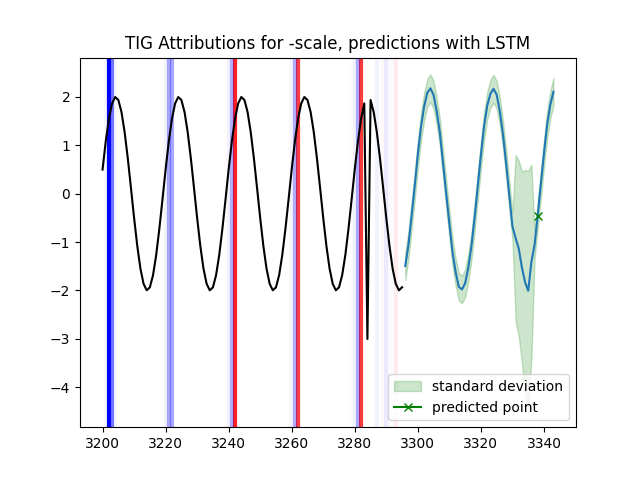 TIG Attributions for -scale, predictions with LSTM
2
1
0
−1
−2
−3
−4
standard deviation
predicted point
3200 3220 3240 3260 3280 3300 3320 3340